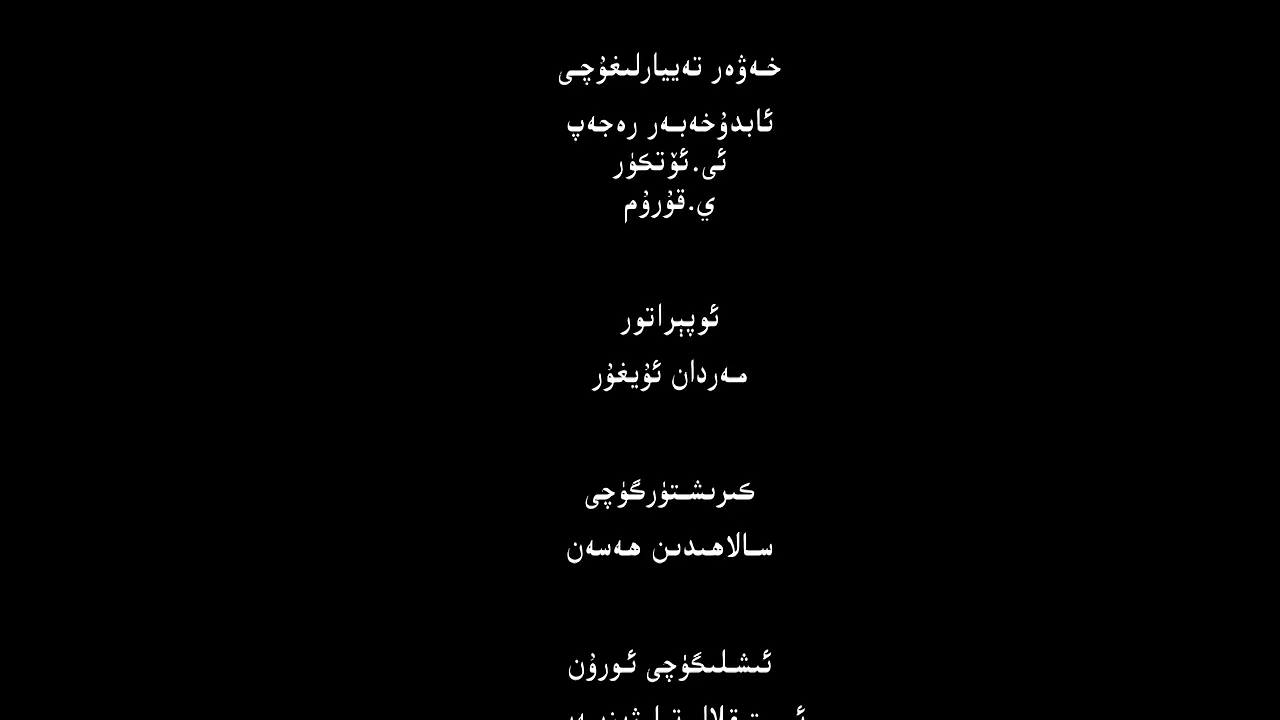 خەۋەر تەييارلىغۇچى
ئابدۇخەبەر رەجەپ
ئى.ئۆتكۈر
ي.قۇرۇم
ئوپېراتور
مەردان ئۇيغۇر
كىرىشتۈرگۈچى
سالاھىدىن ھەسەن
ئىشلىگۈچى ئورۇن